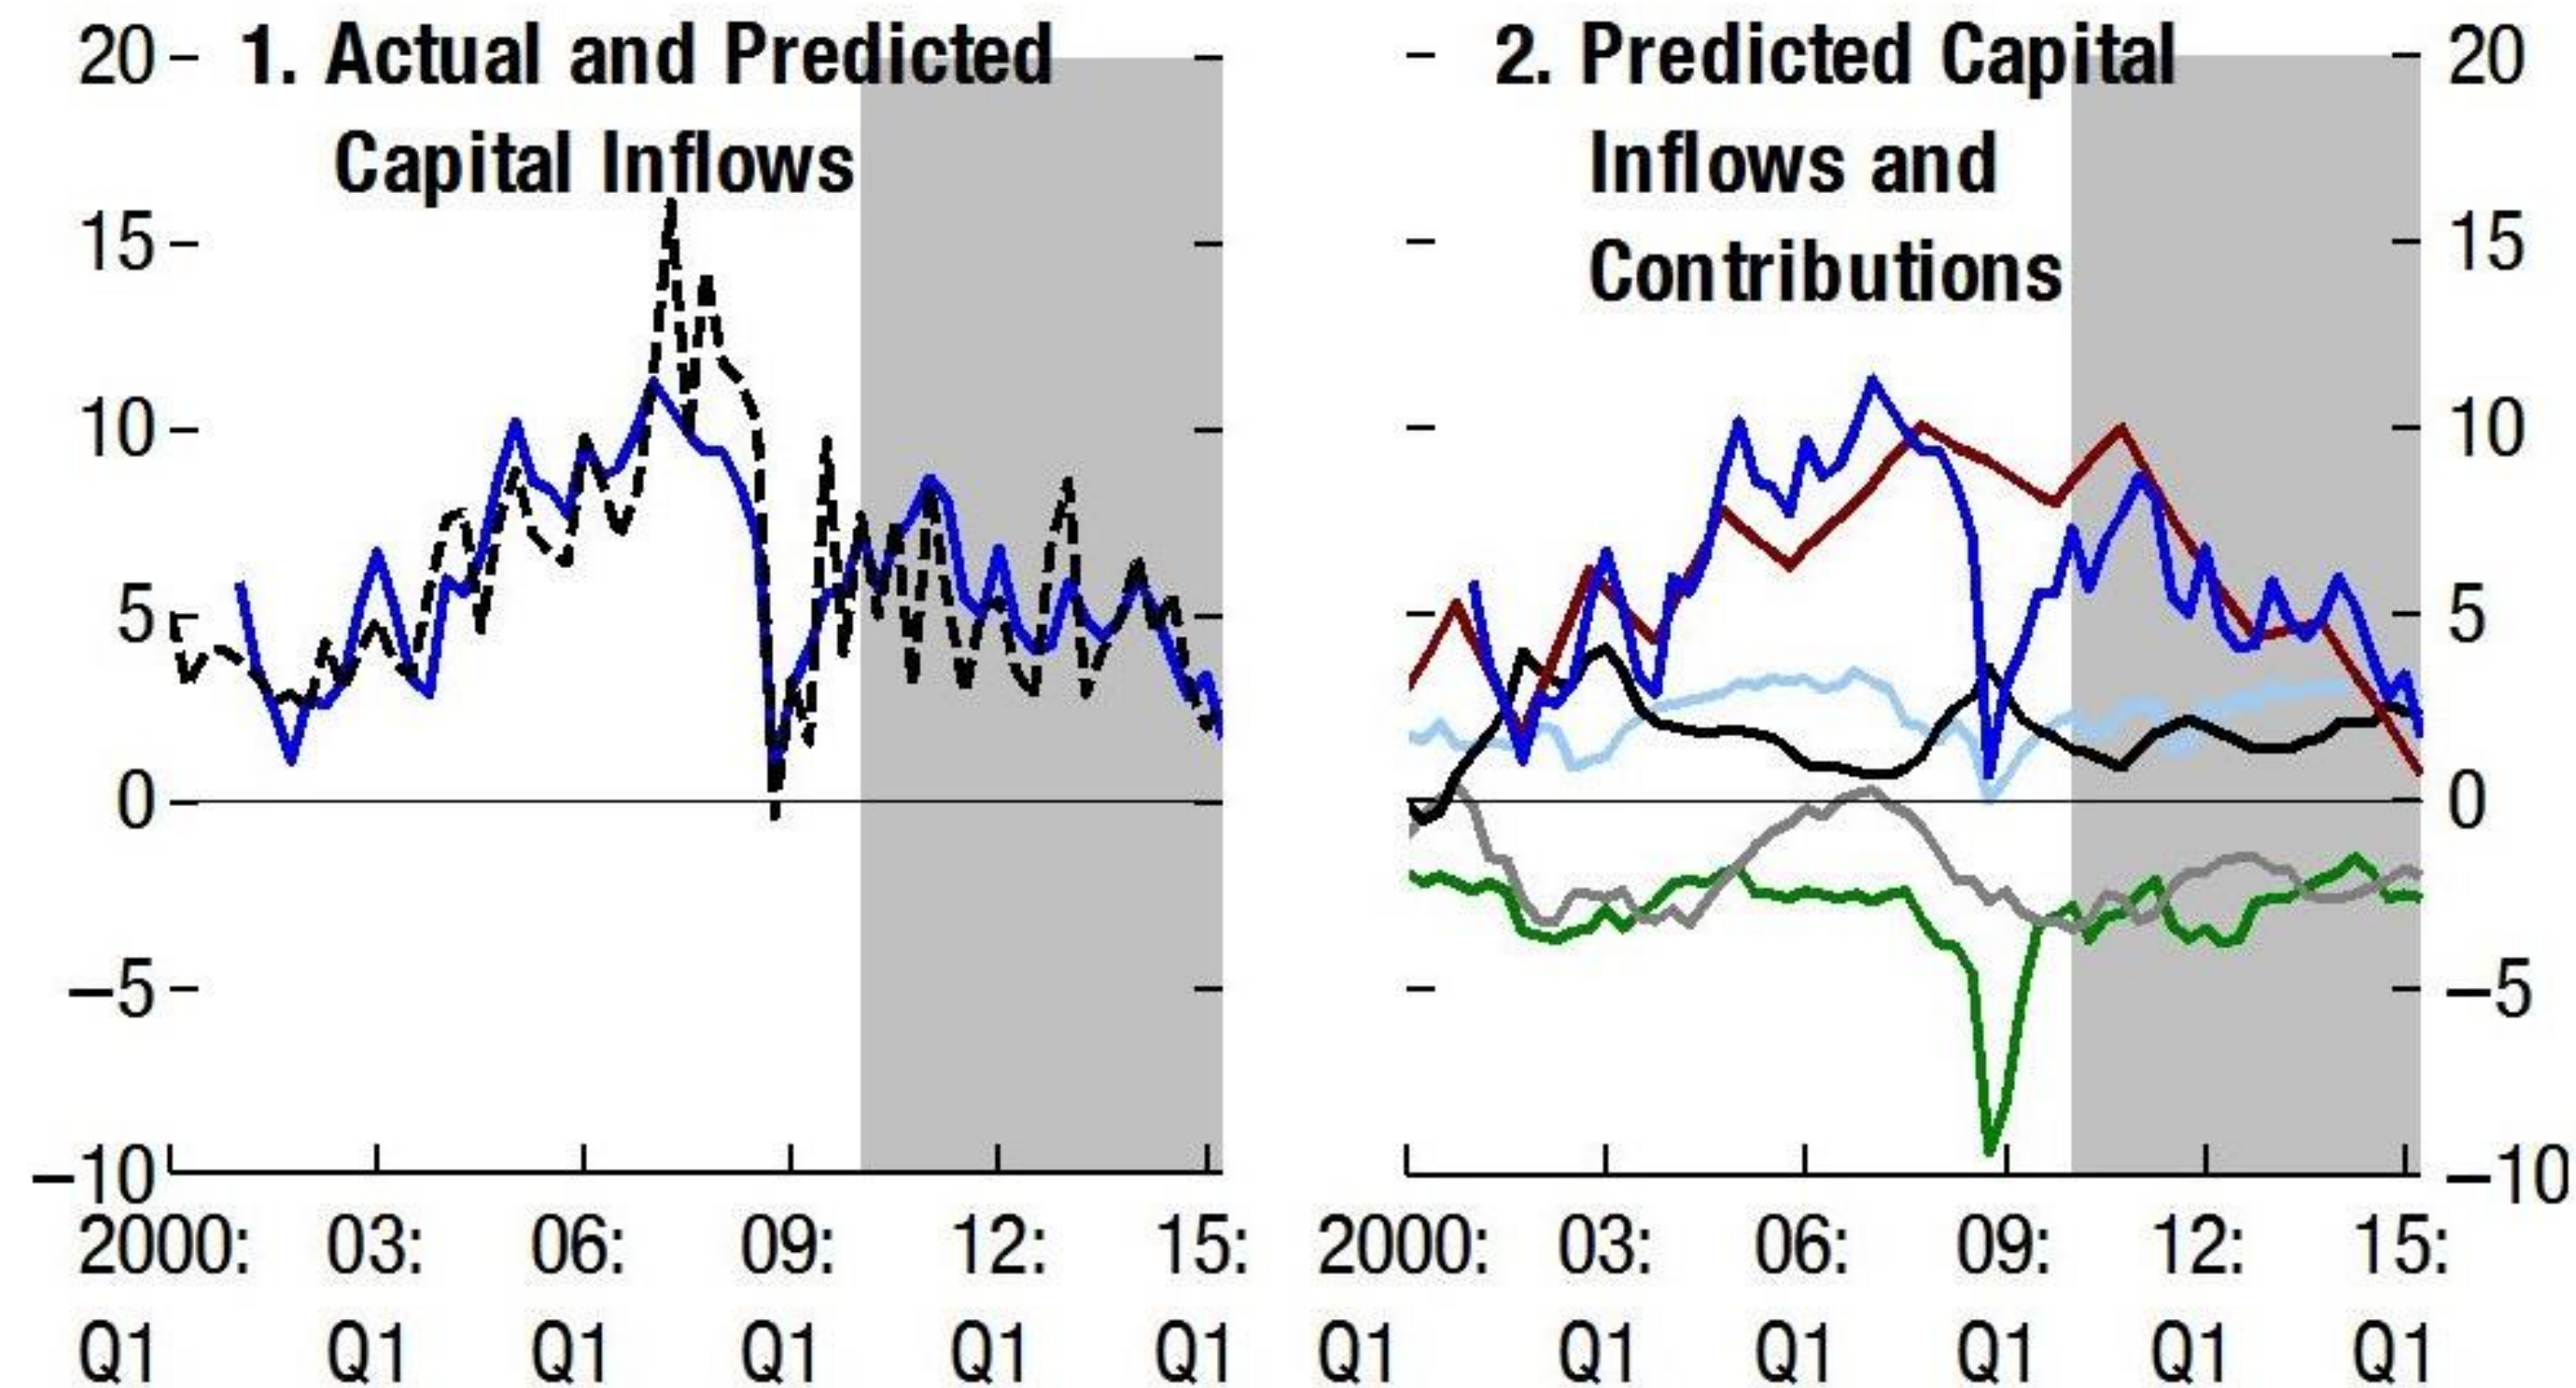 1. Actual and Predicted
Capital Inflows
20
15
10
5
0
−5
−10
2000: 03: 06: 09: 12: 15:
Q1 Q1 Q1 Q1 Q1 Q1
2. Predicted Capital
Inflows and
Contributions
20
15
10
5
0
−5
−10
2000: 03: 06: 09: 12: 15:
Q1 Q1 Q1 Q1 Q1 Q1